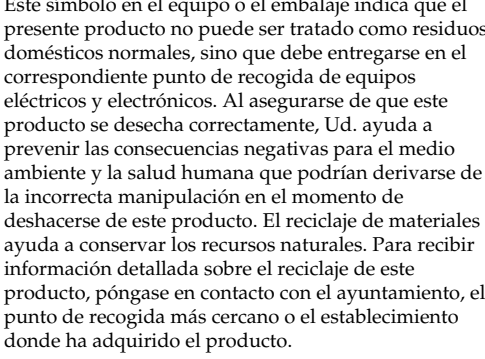 Este símbolo en el equipo o el embalaje indica que el
presente producto no puede ser tratado como residuos
domésticos normales, sino que debe entregarse en el
correspondiente punto de recogida de equipos
eléctricos y electrónicos. Al asegurarse de que este
producto se desecha correctamente, Ud. ayuda a
prevenir las consecuencias negativas para el medio
ambiente y la salud humana que podrían derivarse de
la incorrecta manipulación en el momento de
deshacerse de este producto. El reciclaje de materiales
ayuda a conservar los recursos naturales. Para recibir
información detallada sobre el reciclaje de este
producto, póngase en contacto con el ayuntamiento, el
punto de recogida más cercano o el establecimiento
donde ha adquirido el producto.